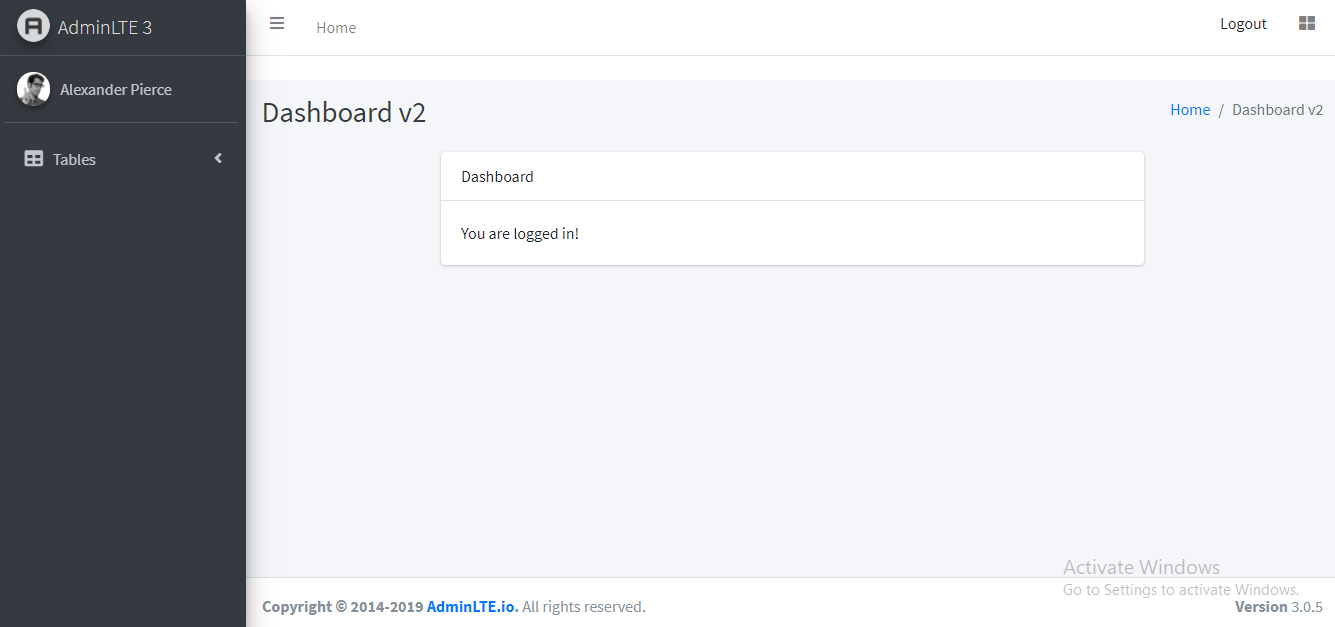 AdminLTE 3
Home
Logout
Alexander Pierce
Tables
Dashboard v2
Home / Dashboard v2
Dashboard
You are logged in!
Activate Windows
Go to Settings to activate Windows.
Copyright © 2014-2019 AdminLTE.io. All rights reserved.
Version 3.0.5